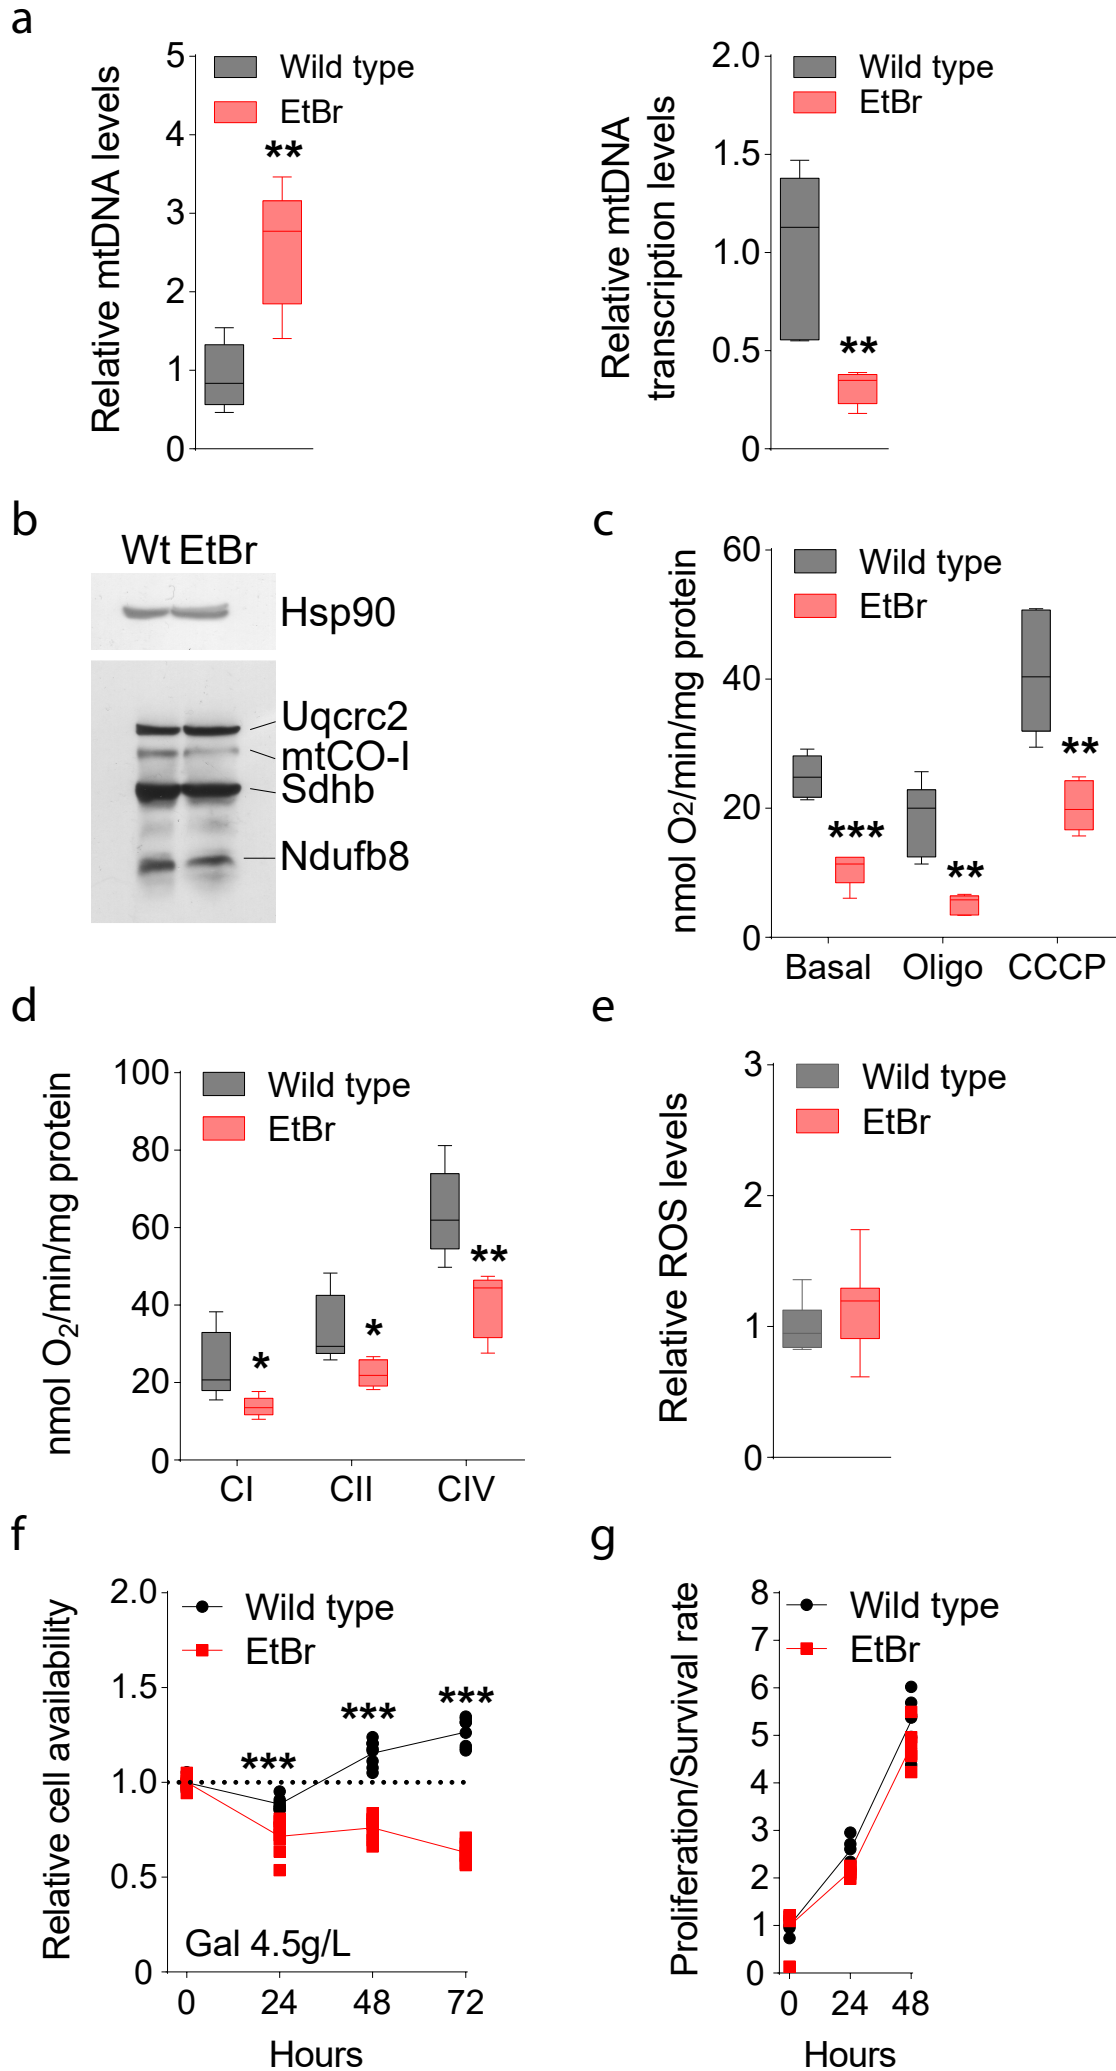 a
Relative mtDNA levels
5
4
3
2
1
0
Wild type
EtBr
**
Relative mtDNA
transcription levels
2.0
1.5
1.0
0.5
0
Wild type
EtBr
**
b
Wt EtBr
Hsp90
Uqcrc2
mtCO-I
Sdhb
Ndufb8
c
nmol O2/min/mg protein
60
40
20
0
Wild type
EtBr
***
**
**
Basal Oligo CCCP
d
nmol O2/min/mg protein
100
80
60
40
20
0
Wild type
EtBr
*
*
**
CI CII CIV
e
Relative ROS levels
3
2
1
0
Wild type
EtBr
f
Relative cell availability
2.0
1.5
1.0
0.5
0
Wild type
EtBr
***
***
***
Gal 4.5g/L
0 24 48 72
Hours
g
Proliferation/Survival rate
8
7
6
5
4
3
2
1
0
Wild type
EtBr
0 24 48
Hours